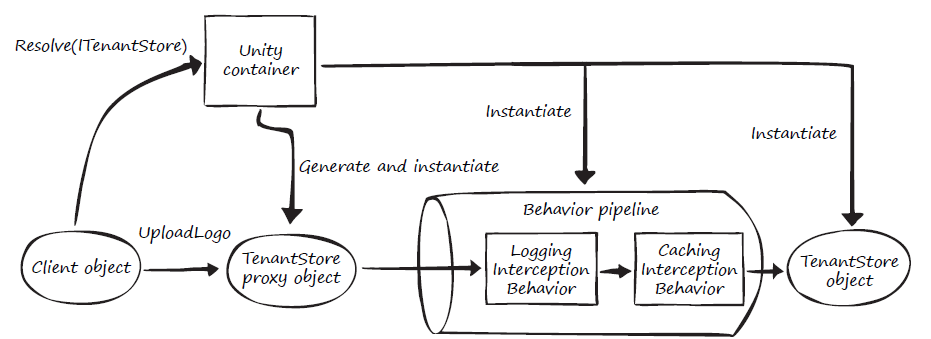 Resolve(ITenantStore)
Unity
container
Instantiate
Instantiate
Generate and instantiate
Behavior pipeline
UploadLogo
Client object
TenantStore
proxy object
Logging
Interception
Behavior
Caching
Interception
Behavior
TenantStore
object